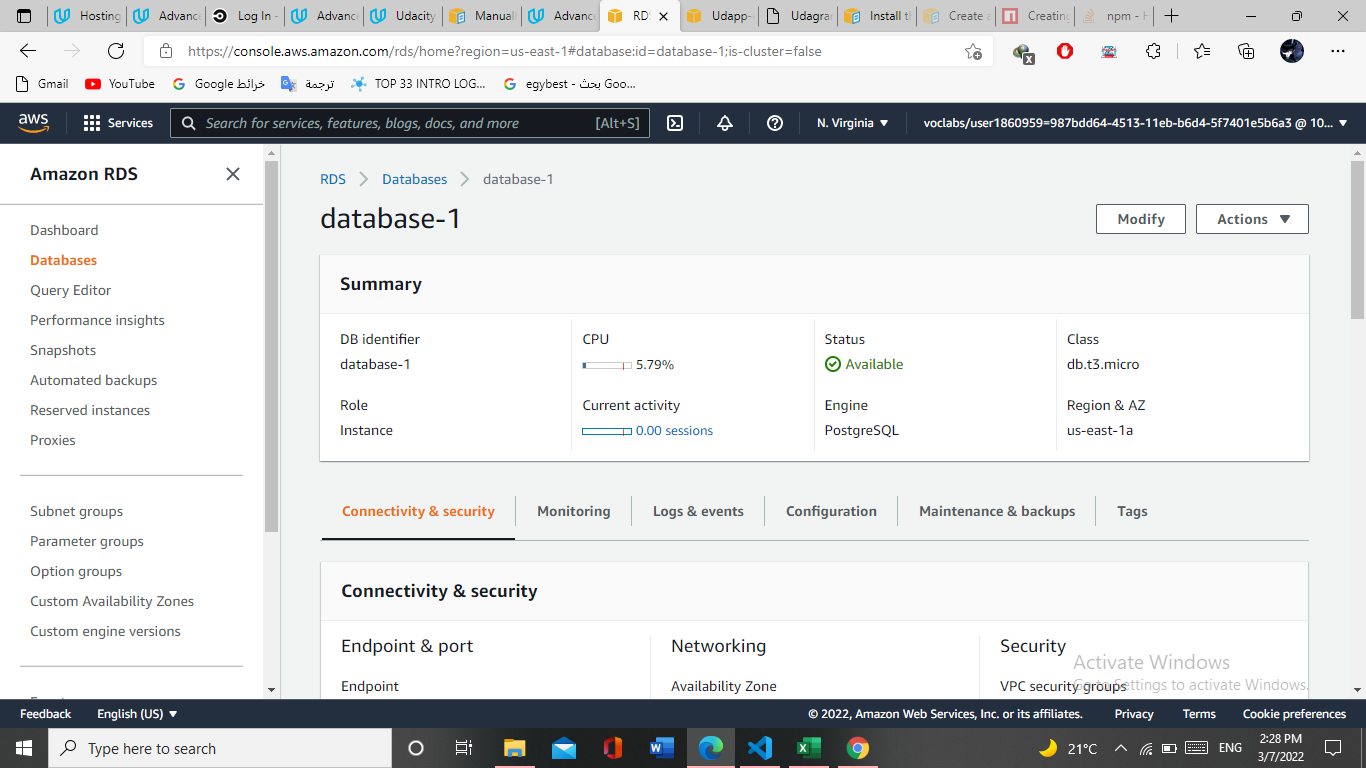 Hosting
Advance
Log In -
Advance
Udacity
Manuall
Advance
RD
Udapp-
Udagran
Install t
Create a
Creating
npm - H
https://console.aws.amazon.com/rds/home?region=us-east-1#database:id=database-1;is-cluster=false
Gmail
YouTube
خرائط Google
ترجمة
TOP 33 INTRO LOG...
egybest - بحث Goo...
aws
Services
Search for services, features, blogs, docs, and more [Alt+S]
N. Virginia
voclabs/user1860959=987bdd64-4513-11eb-b6d4-5f7401e5b6a3 @ 10...
Amazon RDS
Dashboard
Databases
Query Editor
Performance insights
Snapshots
Automated backups
Reserved instances
Proxies
Subnet groups
Parameter groups
Option groups
Custom Availability Zones
Custom engine versions
RDS > Databases > database-1
database-1
Modify
Actions
Summary
DB identifier
database-1
CPU
5.79%
Status
Available
Class
db.t3.micro
Role
Instance
Current activity
0.00 sessions
Engine
PostgreSQL
Region & AZ
us-east-1a
Connectivity & security
Monitoring
Logs & events
Configuration
Maintenance & backups
Tags
Connectivity & security
Endpoint & port
Endpoint
Networking
Availability Zone
Security
VPC security groups
Activate Windows
Go to Settings to activate Windows.
Feedback
English (US)
© 2022, Amazon Web Services, Inc. or its affiliates.
Privacy
Terms
Cookie preferences
Type here to search
21°C
ENG
2:28 PM
3/7/2022